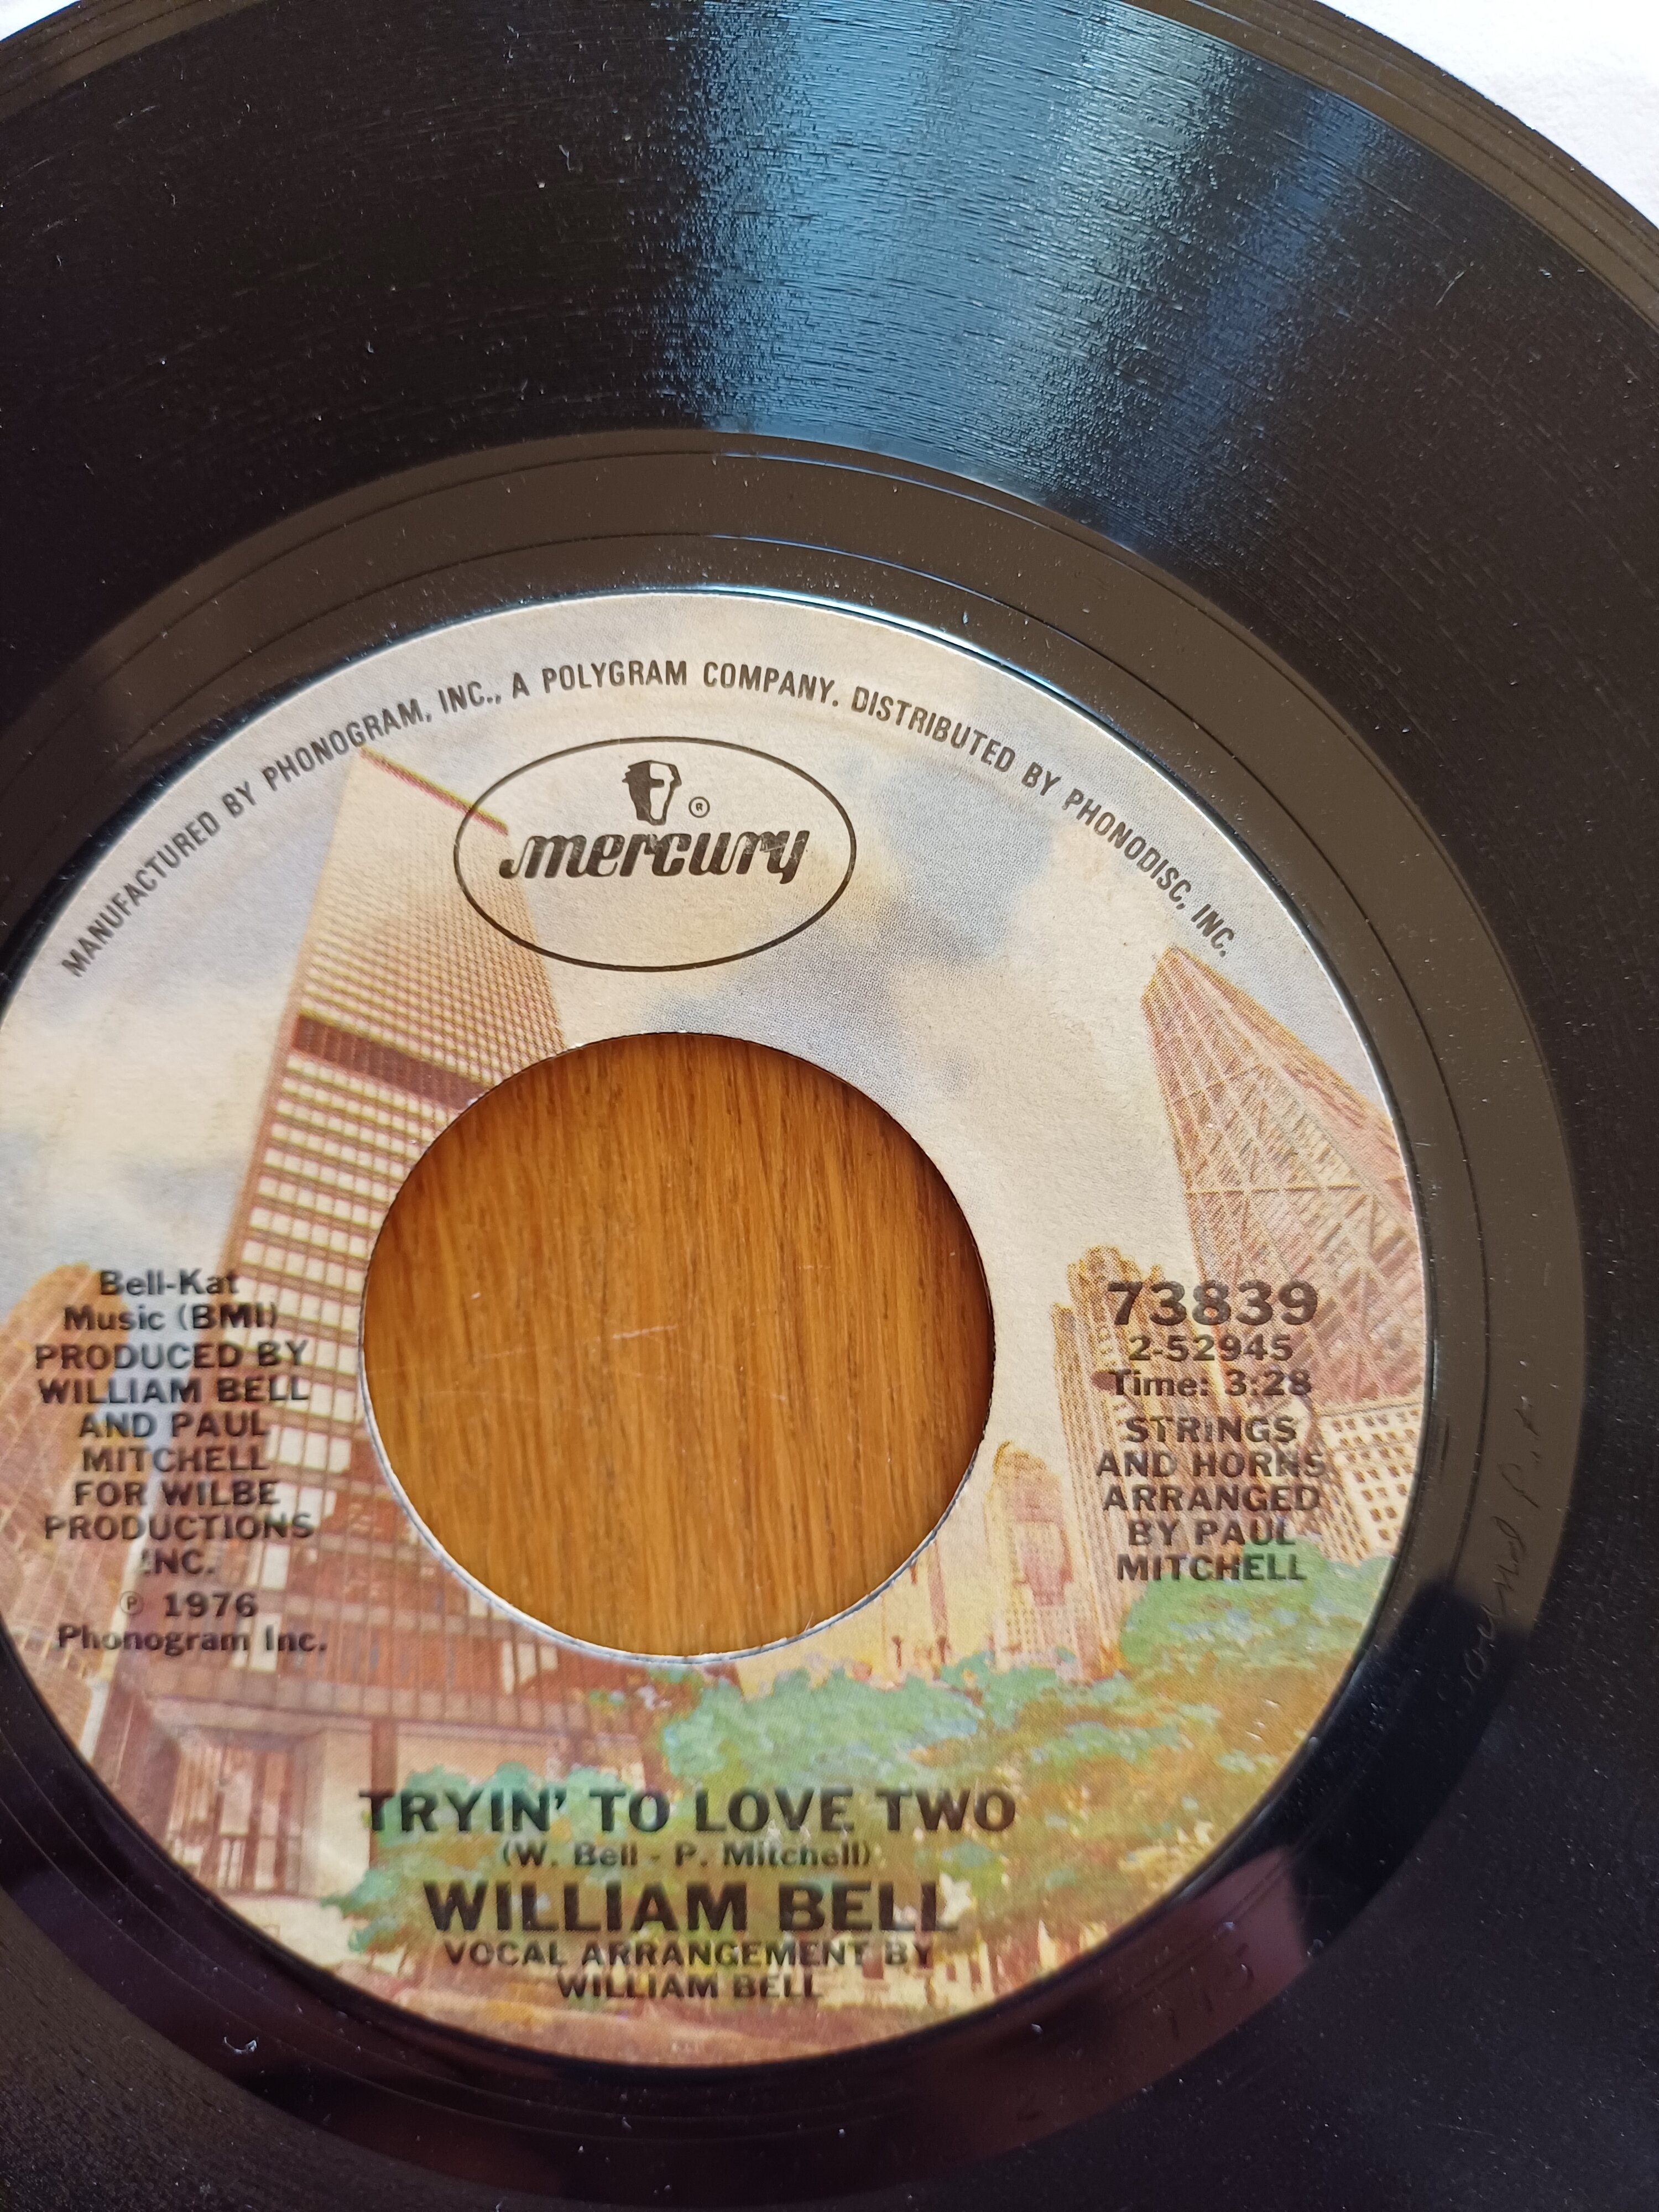 MANUFACTURED BY PHONOGRAM, INC., A POLYGRAM COMPANY. DISTRIBUTED BY PHONODISC, INC.
®
mercury
Bell-Kat
Music (BMI)
PRODUCED BY
WILLIAM BELL
AND PAUL
MITCHELL
FOR WILBE
PRODUCTIONS
INC.
℗ 1976
Phonogram Inc.
73839
2-52945
Time: 3:28
STRINGS
AND HORNS
ARRANGED
BY PAUL
MITCHELL
TRYIN' TO LOVE TWO
(W. Bell - P. Mitchell)
WILLIAM BELL
VOCAL ARRANGEMENT BY
WILLIAM BELL